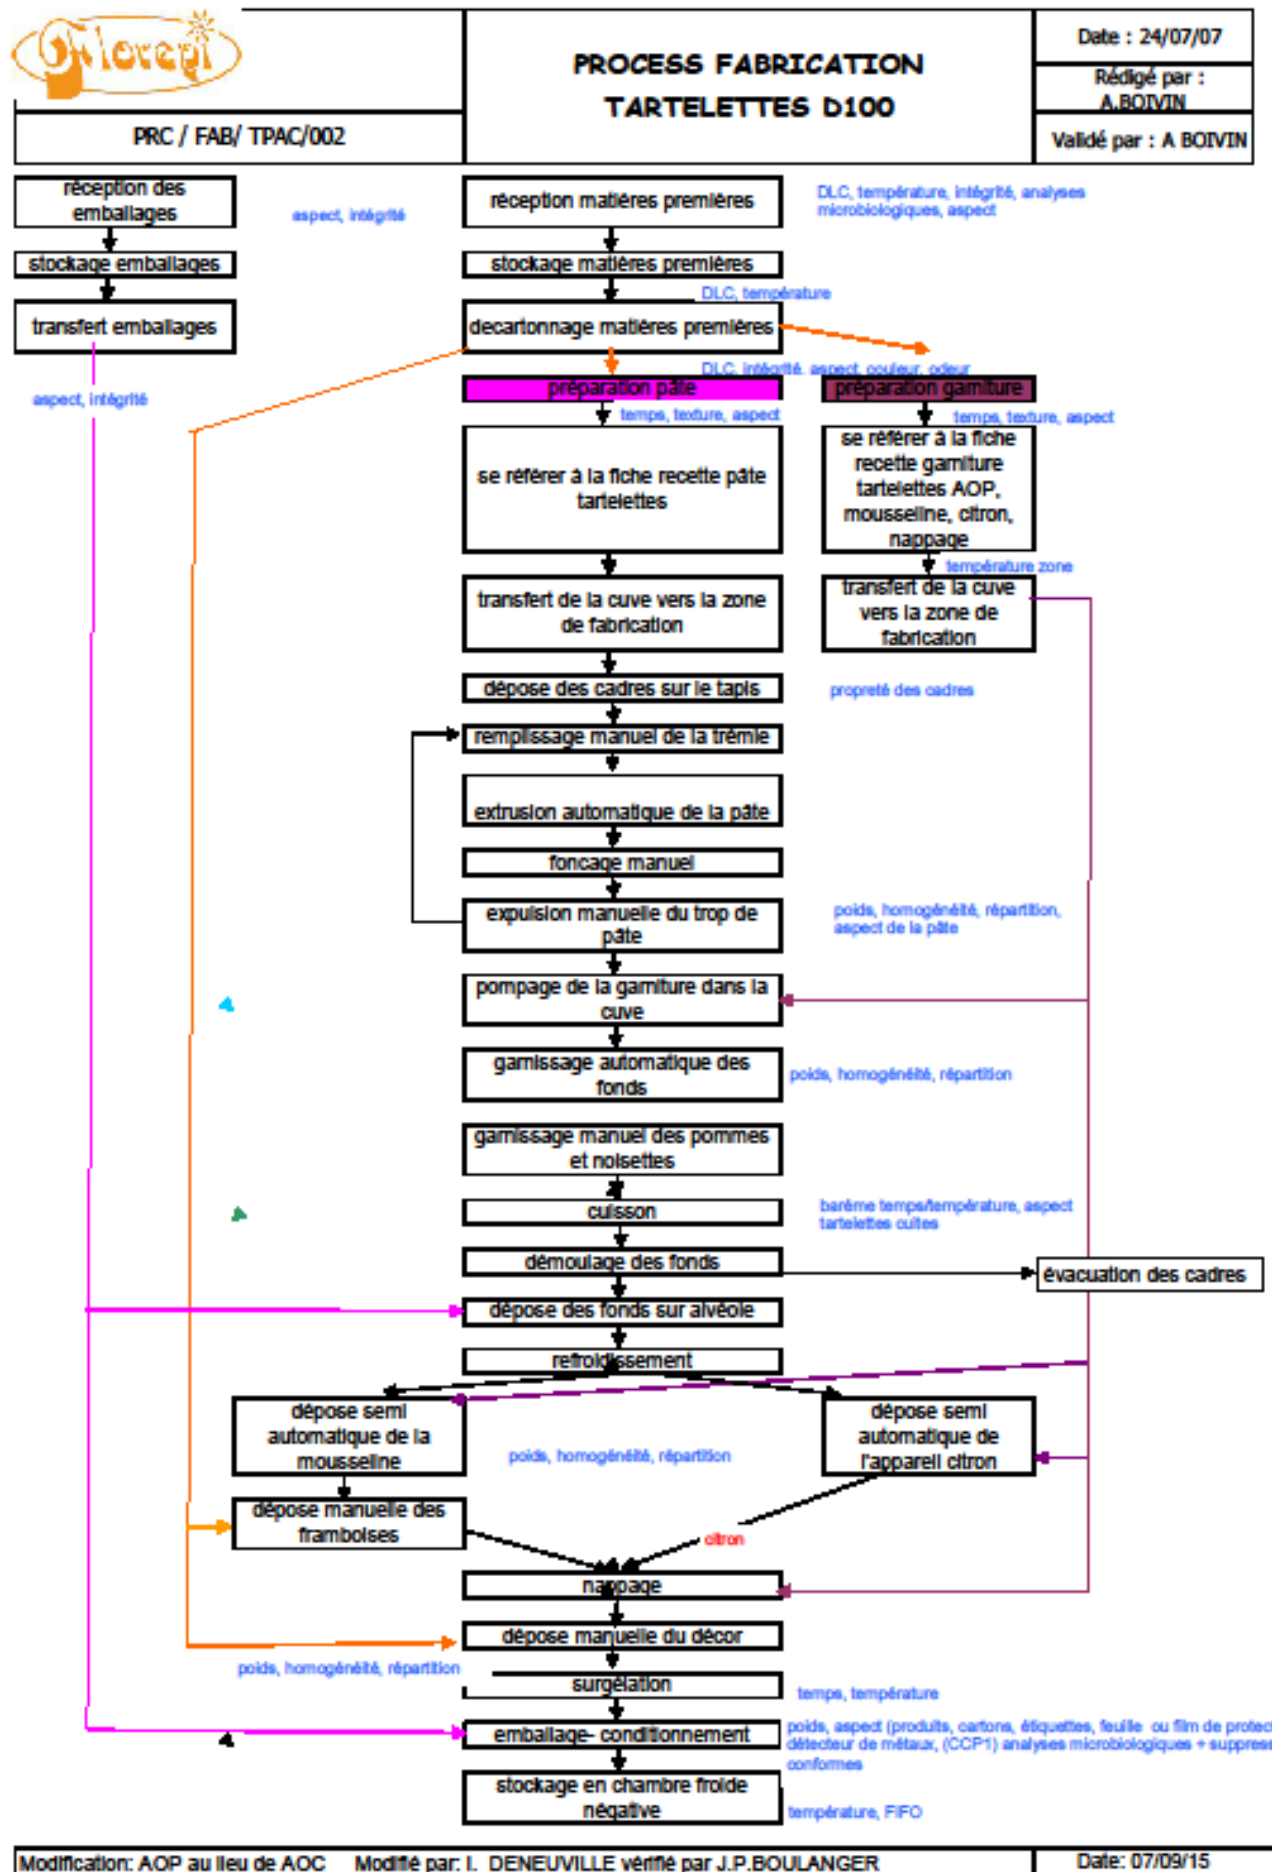 Florepi
PROCESS FABRICATION
TARTELETTES D100
Date : 24/07/07
Rédigé par :
A.BOIVIN
PRC / FAB/ TPAC/002
Validé par : A BOIVIN
réception des
emballages
aspect, intégrité
réception matières premières
DLC, température, intégrité, analyses
microbiologiques, aspect
stockage emballages
stockage matières premières
DLC, température
transfert emballages
decartonnage matières premières
DLC, intégrité. aspect, couleur, odeur
aspect, intégrité
préparation pâte
préparation garniture
temps, texture, aspect
temps, texture, aspect
se référer à la fiche recette pâte
tartelettes
se référer à la fiche
recette garniture
tartelettes AOP,
mousseline, citron,
nappage
température zone
transfert de la cuve vers la zone
de fabrication
transfert de la cuve
vers la zone de
fabrication
dépose des cadres sur le tapis
propreté des cadres
remplissage manuel de la trémie
extrusion automatique de la pâte
foncage manuel
expulsion manuelle du trop de
pâte
poids, homogénéité, répartition,
aspect de la pâte
pompage de la garniture dans la
cuve
garnissage automatique des
fonds
poids, homogénéité, répartition
garnissage manuel des pommes
et noisettes
cuisson
barême temps/température, aspect
tartelettes cuites
démoulage des fonds
évacuation des cadres
dépose des fonds sur alvéole
refroidissement
dépose semi
automatique de la
mousseline
poids, homogénéité, répartition
dépose semi
automatique de
l'appareil citron
dépose manuelle des
framboises
citron
nappage
dépose manuelle du décor
poids, homogénéité, répartition
surgélation
temps, température
emballage- conditionnement
poids, aspect (produits, cartons, étiquettes, feuille ou film de protect
détecteur de métaux, (CCP1) analyses microbiologiques + suppress
conformes
stockage en chambre froide
négative
température, FIFO
Modification: AOP au lieu de AOC Modifié par: I. DENEUVILLE vérifié par J.P.BOULANGER
Date: 07/09/15